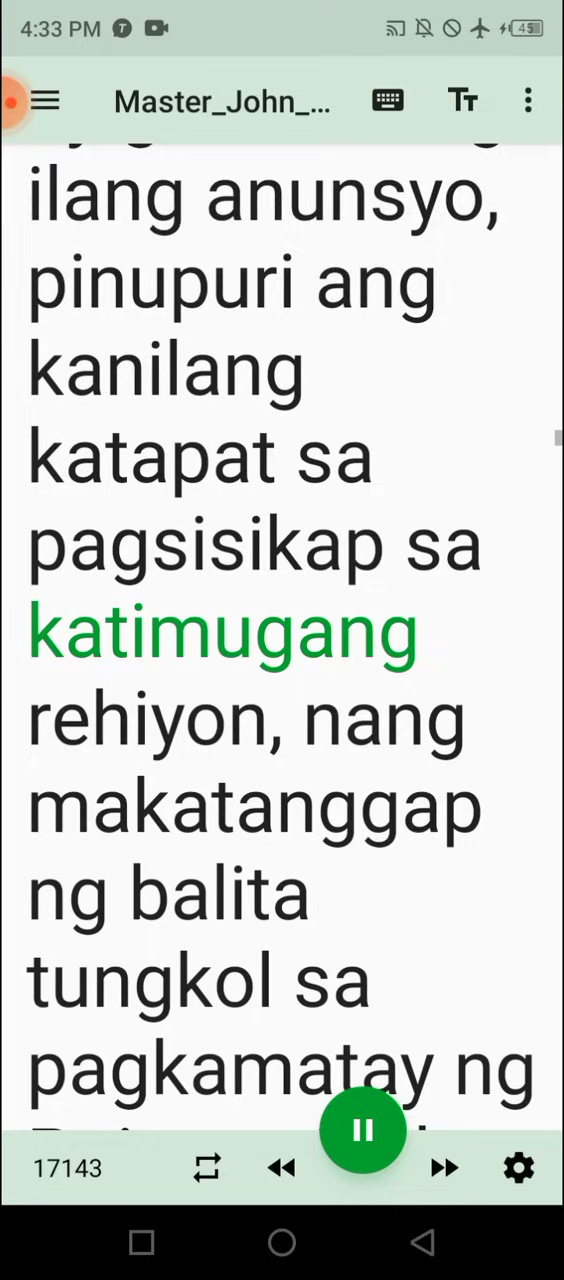 4:33 PM
45
Master_John_...
ilang anunsyo,
pinupuri ang
kanilang
katapat sa
pagsisikap sa
katimugang
rehiyon, nang
makatanggap
ng balita
tungkol sa
pagkamatay ng
17143